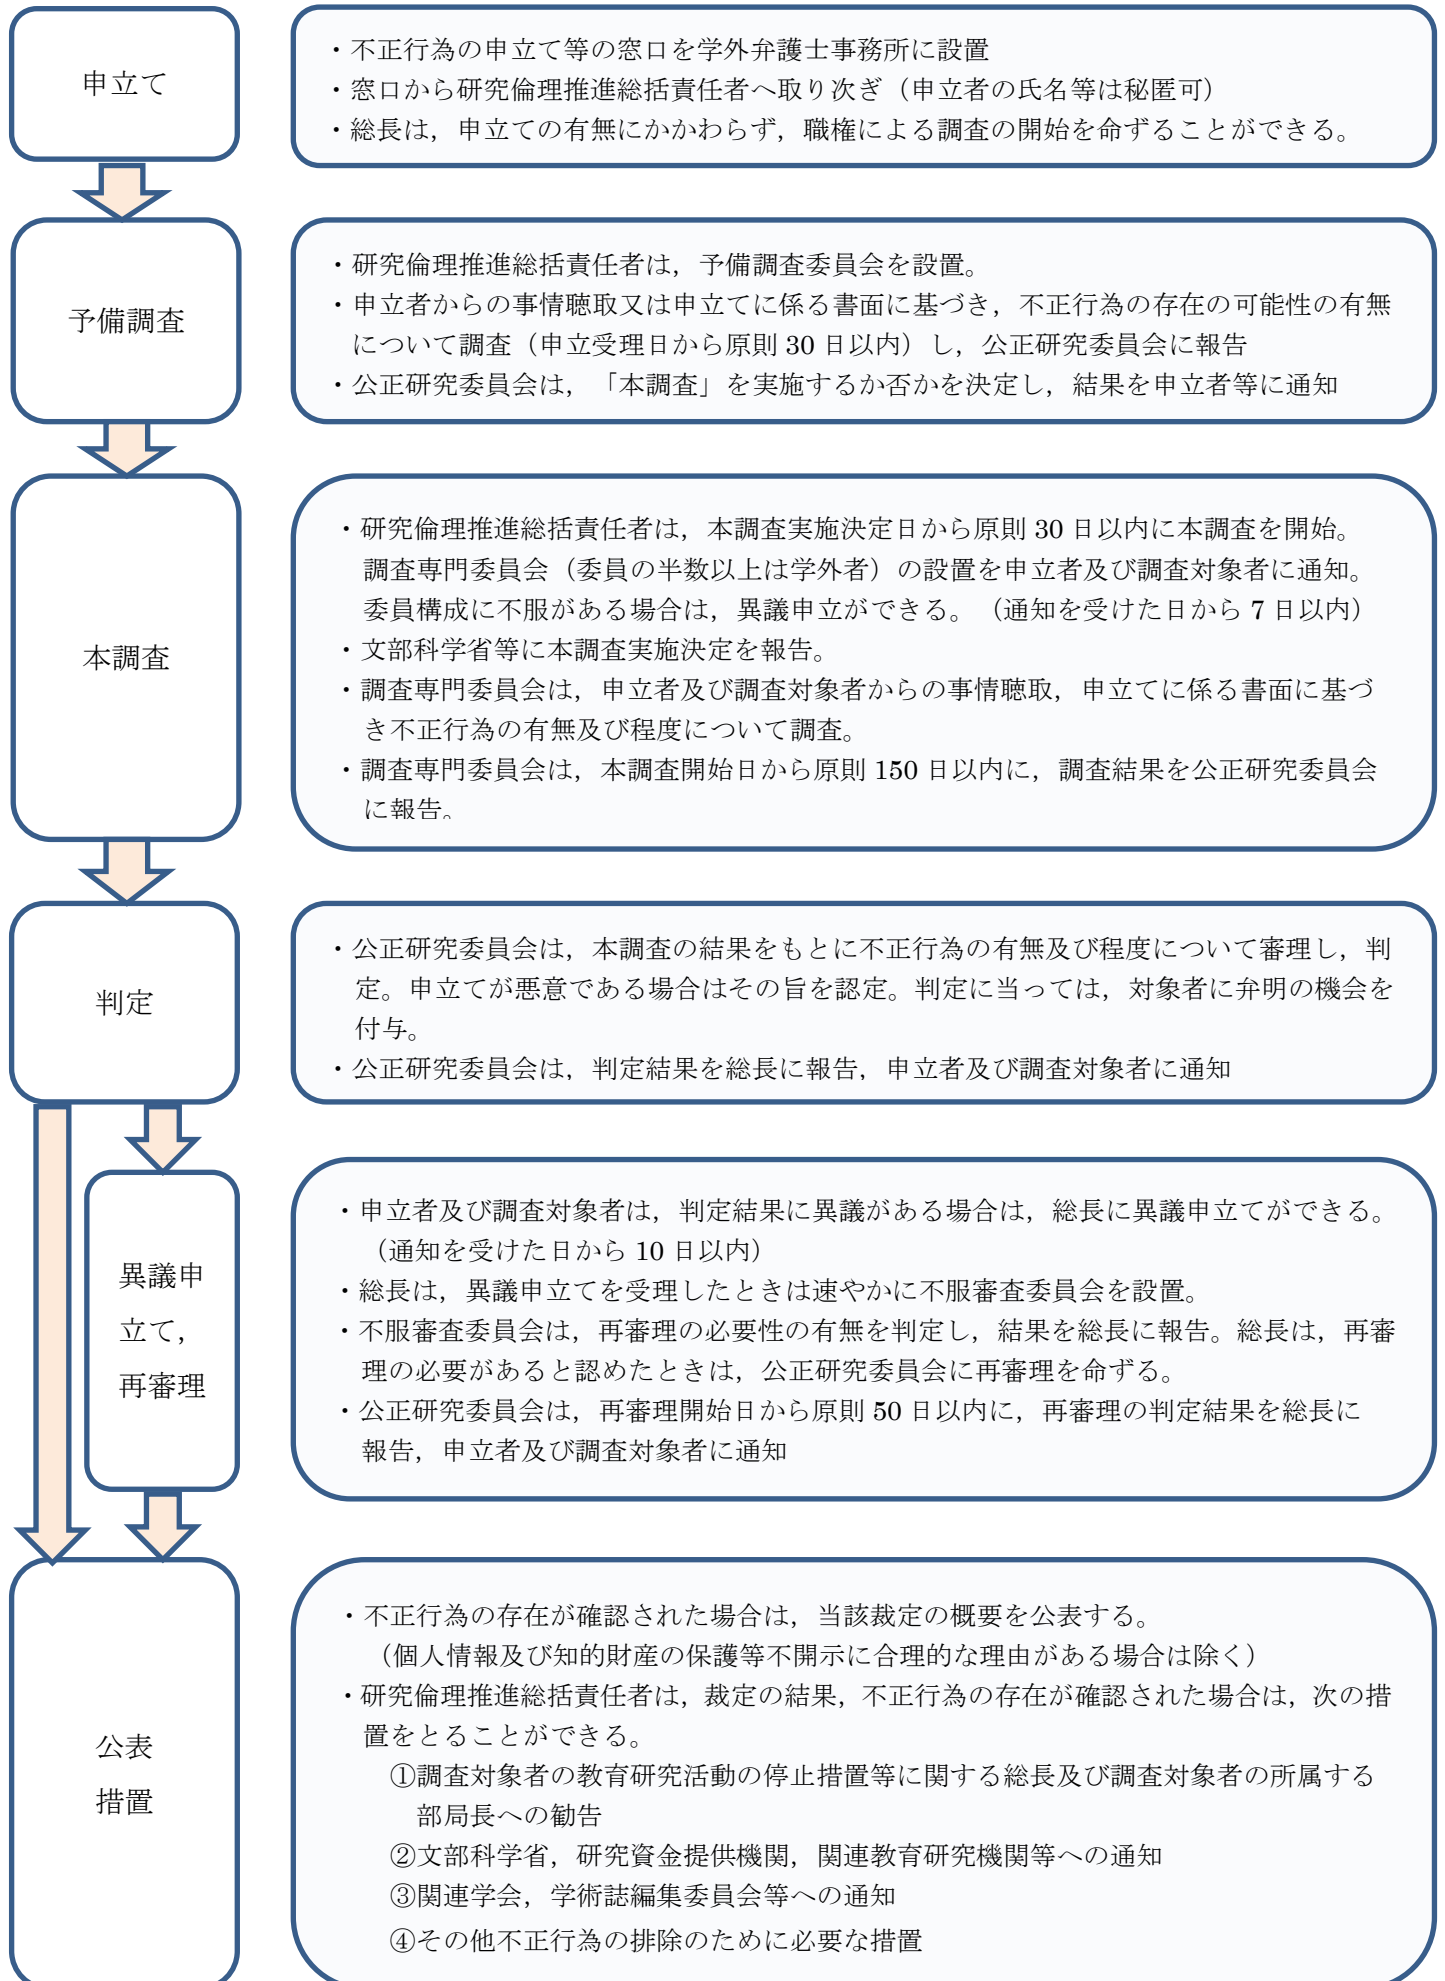 申立て
・不正行為の申立て等の窓口を学外弁護士事務所に設置
・窓口から研究倫理推進総括責任者へ取り次ぎ（申立者の氏名等は秘匿可）
・総長は，申立ての有無にかかわらず，職権による調査の開始を命ずることができる。
予備調査
・研究倫理推進総括責任者は，予備調査委員会を設置。
・申立者からの事情聴取又は申立てに係る書面に基づき，不正行為の存在の可能性の有無
について調査（申立受理日から原則 30 日以内）し，公正研究委員会に報告
・公正研究委員会は，「本調査」を実施するか否かを決定し，結果を申立者等に通知
本調査
・研究倫理推進総括責任者は，本調査実施決定日から原則 30 日以内に本調査を開始。
調査専門委員会（委員の半数以上は学外者）の設置を申立者及び調査対象者に通知。
委員構成に不服がある場合は，異議申立ができる。（通知を受けた日から 7 日以内）
・文部科学省等に本調査実施決定を報告。
・調査専門委員会は，申立者及び調査対象者からの事情聴取，申立てに係る書面に基づ
き不正行為の有無及び程度について調査。
・調査専門委員会は，本調査開始日から原則 150 日以内に，調査結果を公正研究委員会
に報告。
判定
・公正研究委員会は，本調査の結果をもとに不正行為の有無及び程度について審理し，判
定。申立てが悪意である場合はその旨を認定。判定に当っては，対象者に弁明の機会を
付与。
・公正研究委員会は，判定結果を総長に報告，申立者及び調査対象者に通知
異議申
立て，
再審理
・申立者及び調査対象者は，判定結果に異議がある場合は，総長に異議申立てができる。
（通知を受けた日から 10 日以内）
・総長は，異議申立てを受理したときは速やかに不服審査委員会を設置。
・不服審査委員会は，再審理の必要性の有無を判定し，結果を総長に報告。総長は，再審
理の必要があると認めたときは，公正研究委員会に再審理を命ずる。
・公正研究委員会は，再審理開始日から原則 50 日以内に，再審理の判定結果を総長に
報告，申立者及び調査対象者に通知
公表
措置
・不正行為の存在が確認された場合は，当該裁定の概要を公表する。
（個人情報及び知的財産の保護等不開示に合理的な理由がある場合は除く）
・研究倫理推進総括責任者は，裁定の結果，不正行為の存在が確認された場合は，次の措
置をとることができる。
①調査対象者の教育研究活動の停止措置等に関する総長及び調査対象者の所属する
部局長への勧告
②文部科学省，研究資金提供機関，関連教育研究機関等への通知
③関連学会，学術誌編集委員会等への通知
④その他不正行為の排除のために必要な措置